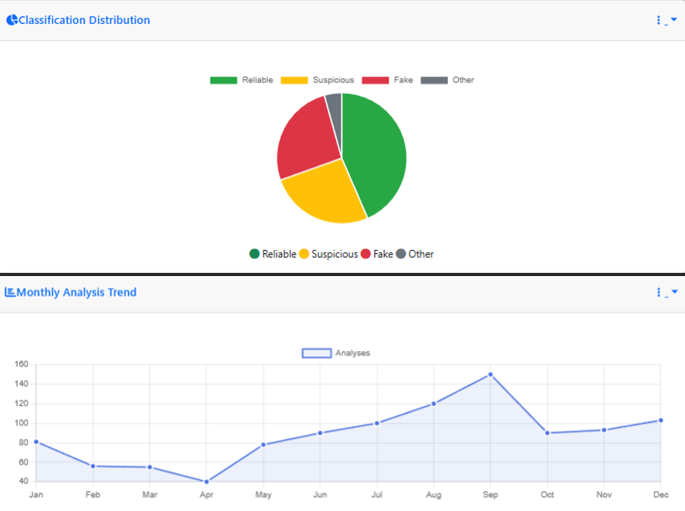 Classification Distribution
Reliable Suspicious Fake Other
Reliable Suspicious Fake Other
Monthly Analysis Trend
Analyses
160
140
120
100
80
60
40
Jan Feb Mar Apr May Jun Jul Aug Sep Oct Nov Dec